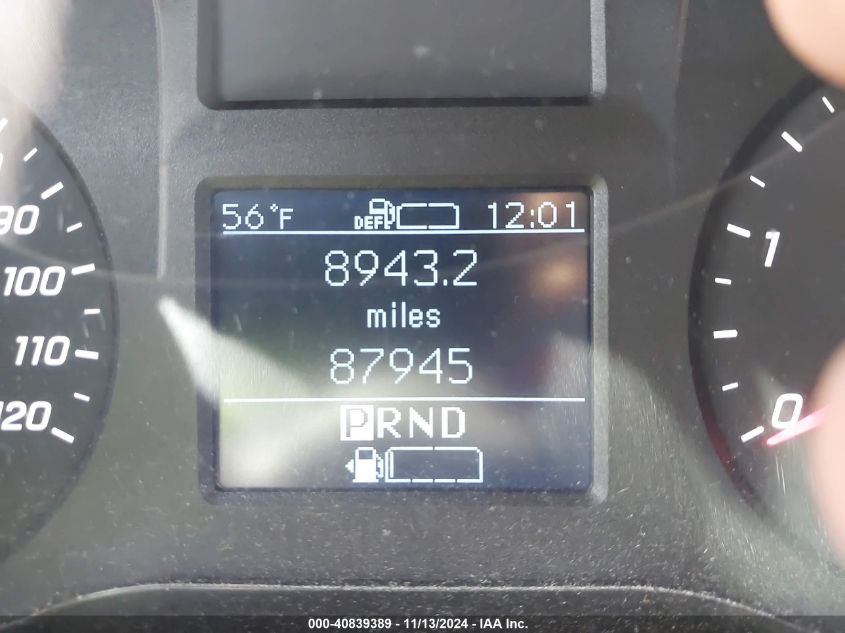 56°F DEF 12:01
8943.2
miles
87945
PRND
90
100
110
120
1
0
000-40839389 - 11/13/2024 - IAA Inc.